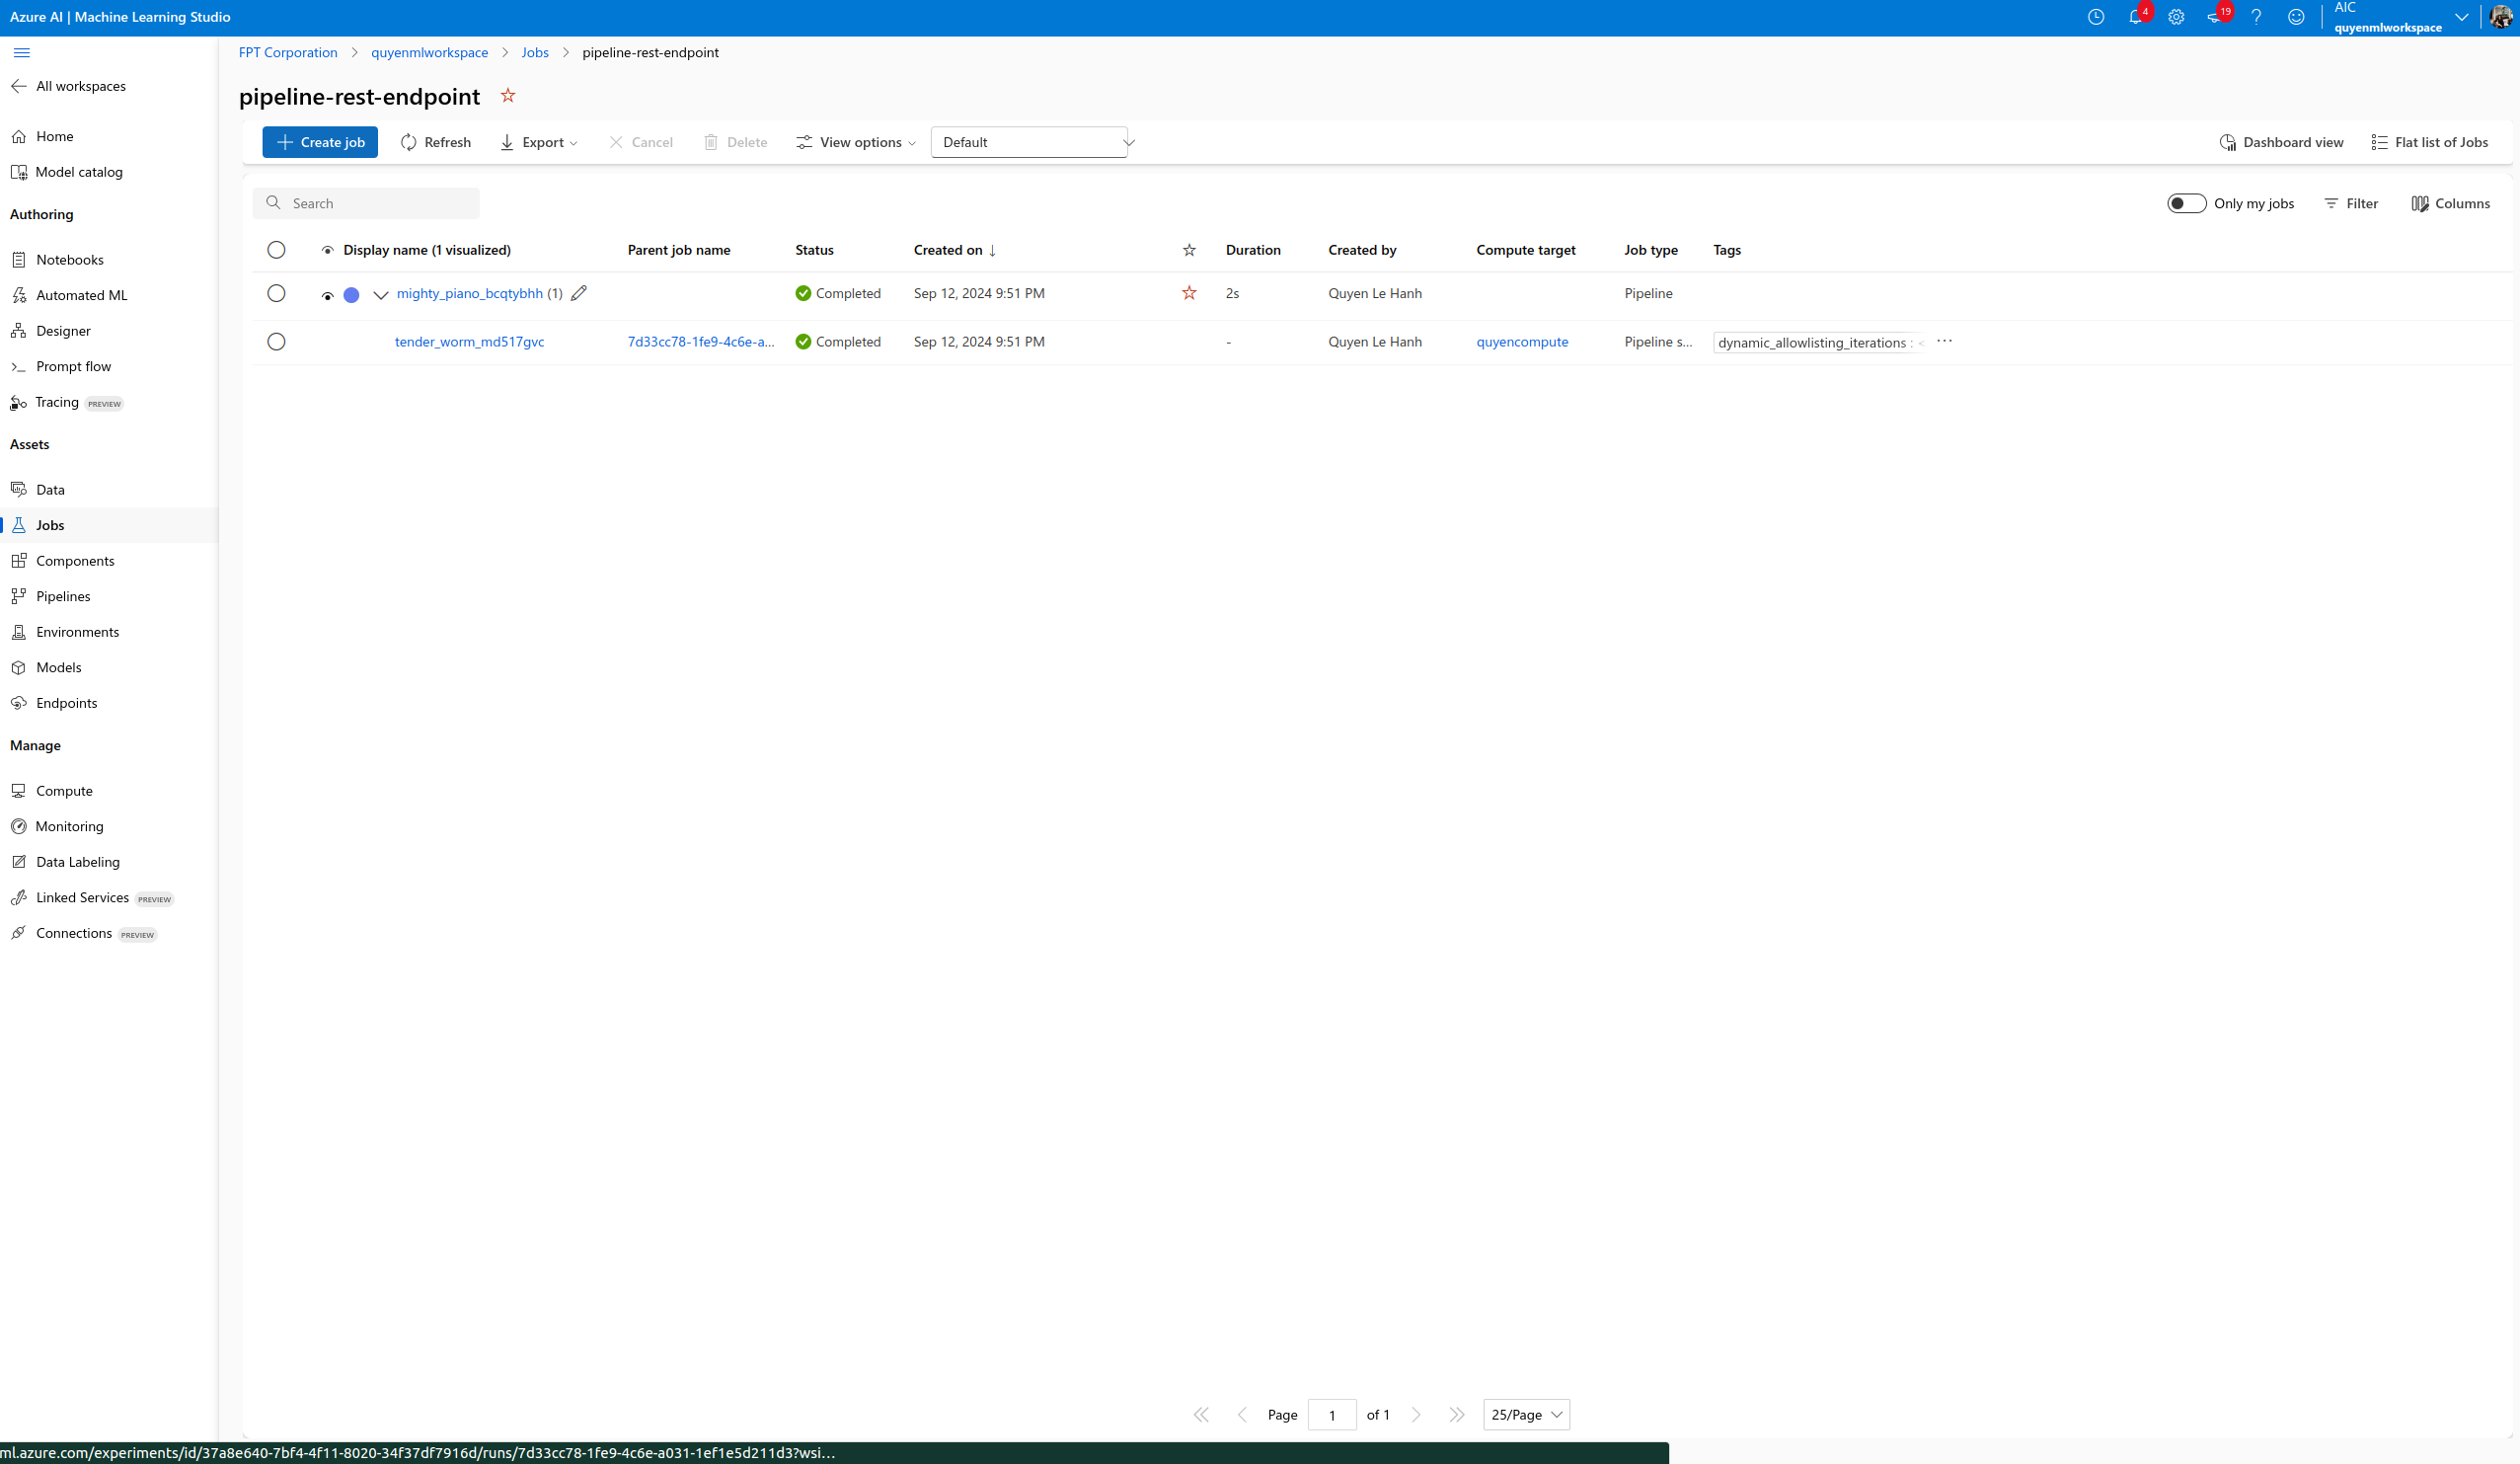 Azure AI | Machine Learning Studio
4
19
AIC
quyenmlworkspace
FPT Corporation > quyenmlworkspace > Jobs > pipeline-rest-endpoint
All workspaces
pipeline-rest-endpoint
Home
Model catalog
Authoring
Notebooks
Automated ML
Designer
Prompt flow
Tracing PREVIEW
Assets
Data
Jobs
Components
Pipelines
Environments
Models
Endpoints
Manage
Compute
Monitoring
Data Labeling
Linked Services PREVIEW
Connections PREVIEW
Create job Refresh Export Cancel Delete View options Default Dashboard view Flat list of Jobs
Search Only my jobs Filter Columns
Display name (1 visualized) Parent job name Status Created on ↓ Duration Created by Compute target Job type Tags
mighty_piano_bcqtybhh (1) Completed Sep 12, 2024 9:51 PM 2s Quyen Le Hanh Pipeline
tender_worm_md517gvc 7d33cc78-1fe9-4c6e-a... Completed Sep 12, 2024 9:51 PM - Quyen Le Hanh quyencompute Pipeline s... dynamic_allowlisting_iterations : < ...
Page 1 of 1 25/Page
ml.azure.com/experiments/id/37a8e640-7bf4-4f11-8020-34f37df7916d/runs/7d33cc78-1fe9-4c6e-a031-1ef1e5d211d3?wsi...